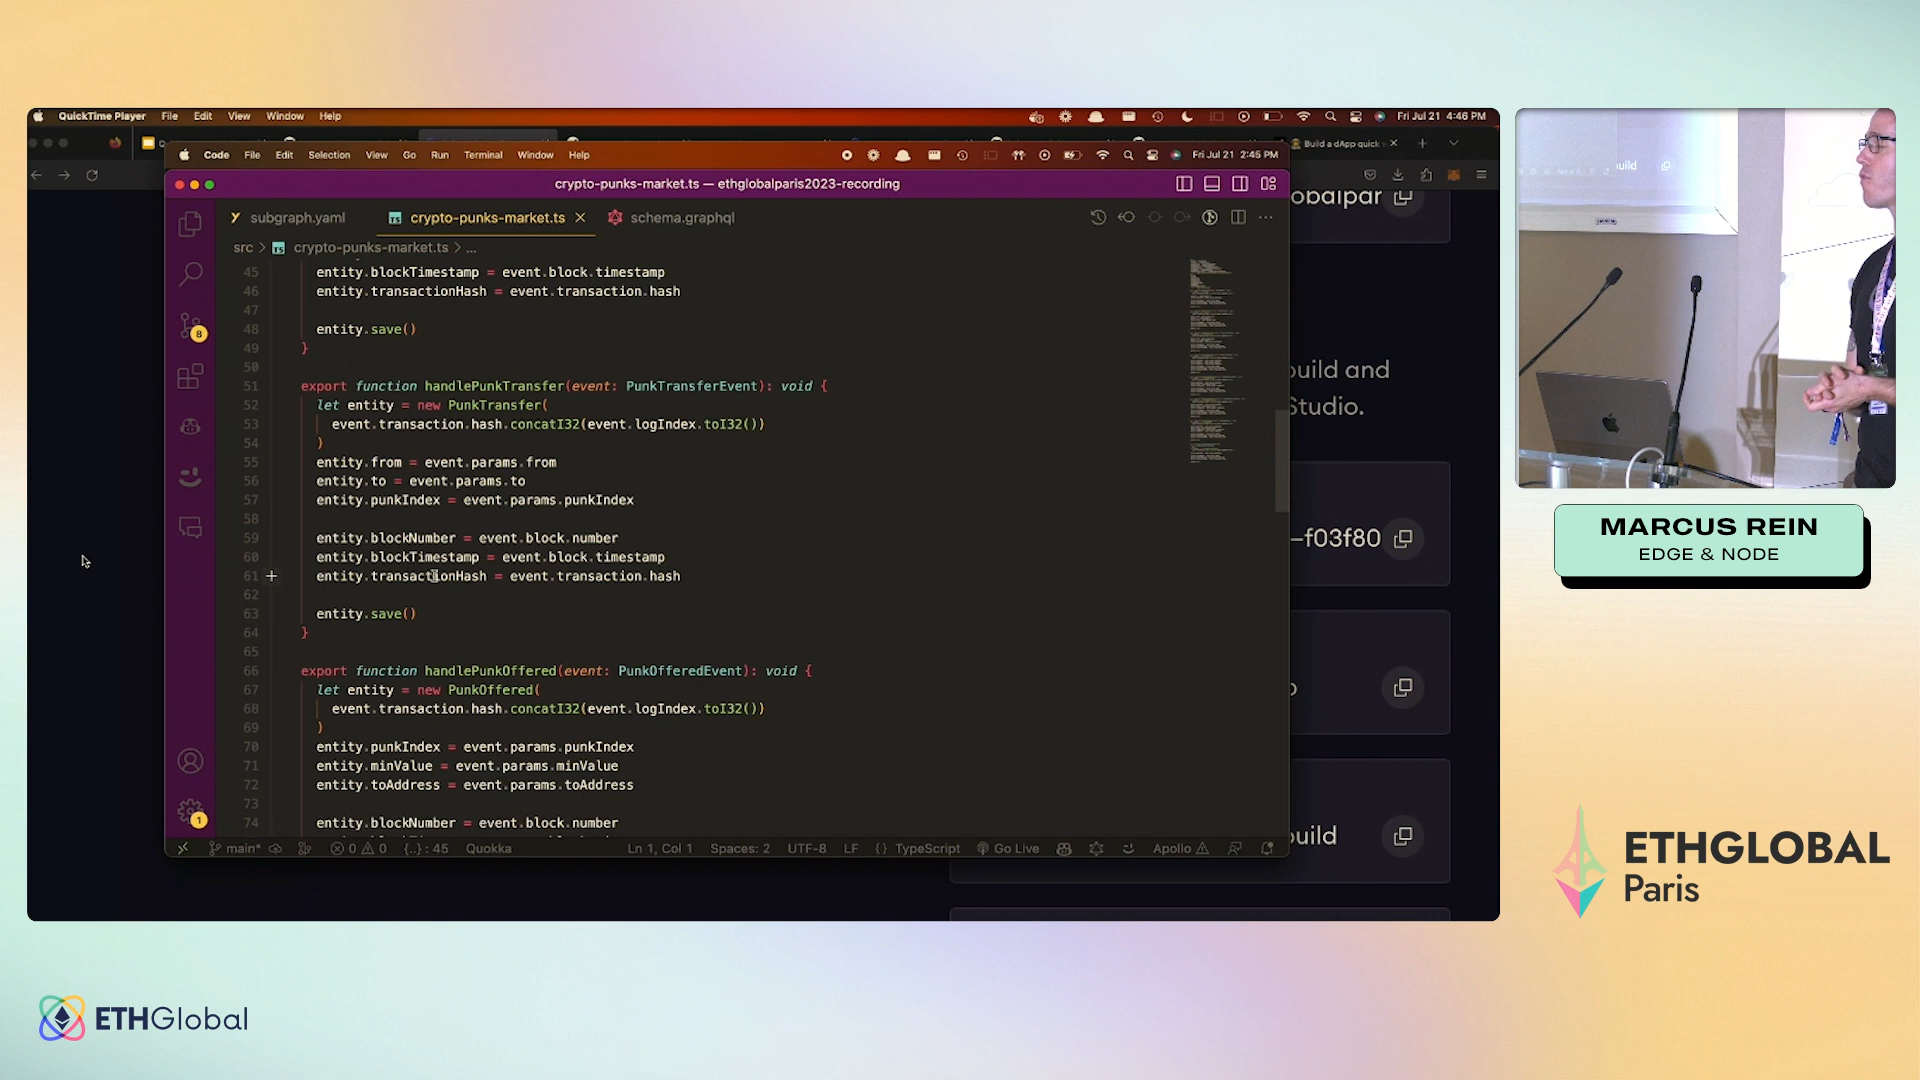 QuickTime Player File Edit View Window Help
Fri Jul 21 4:46 PM
Build a dApp quick
Code File Edit Selection View Go Run Terminal Window Help
Fri Jul 21 2:45 PM
crypto-punks-market.ts — ethglobalparis2023-recording
subgraph.yaml
crypto-punks-market.ts
schema.graphql
src > crypto-punks-market.ts > ...
45 entity.blockTimestamp = event.block.timestamp
46 entity.transactionHash = event.transaction.hash
47
48 entity.save()
49 }
50
51 export function handlePunkTransfer(event: PunkTransferEvent): void {
52 let entity = new PunkTransfer(
53 event.transaction.hash.concatI32(event.logIndex.toI32())
54 )
55 entity.from = event.params.from
56 entity.to = event.params.to
57 entity.punkIndex = event.params.punkIndex
58
59 entity.blockNumber = event.block.number
60 entity.blockTimestamp = event.block.timestamp
61 entity.transactionHash = event.transaction.hash
62
63 entity.save()
64 }
65
66 export function handlePunkOffered(event: PunkOfferedEvent): void {
67 let entity = new PunkOffered(
68 event.transaction.hash.concatI32(event.logIndex.toI32())
69 )
70 entity.punkIndex = event.params.punkIndex
71 entity.minValue = event.params.minValue
72 entity.toAddress = event.params.toAddress
73
74 entity.blockNumber = event.block.number
8
1
main* 0 0 {..} : 45 Quokka Ln 1, Col 1 Spaces: 2 UTF-8 LF {} TypeScript Go Live Apollo
obalpar
build and
Studio.
-f03f80
build
MARCUS REIN
EDGE & NODE
ETHGLOBAL
Paris
ETHGlobal